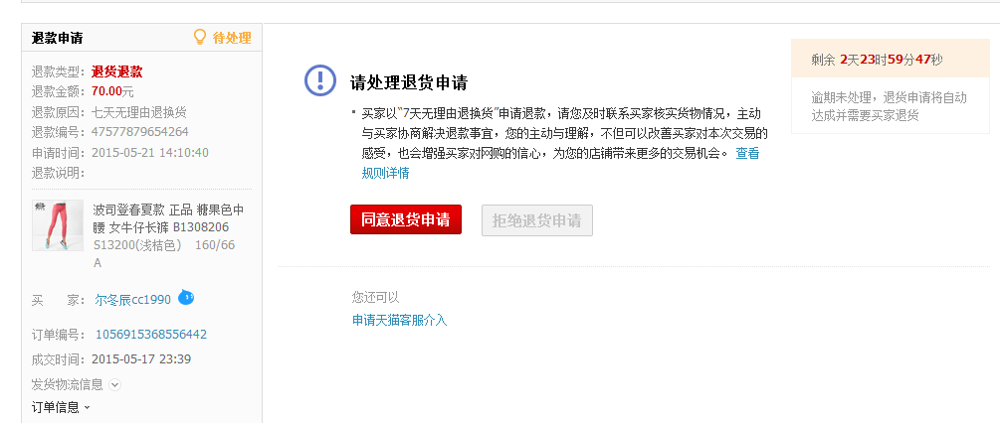 退款申请
待处理
退款类型：退货退款
退款金额：70.00元
退款原因：七天无理由退换货
退款编号：47577879654264
申请时间：2015-05-21 14:10:40
退款说明：
波司登春夏款 正品 糖果色中
腰 女牛仔长裤 B1308206
S13200(浅桔色) 160/66
A
买 家：尔冬辰cc1990
订单编号：1056915368556442
成交时间：2015-05-17 23:39
发货物流信息
订单信息
请处理退货申请
买家以“7天无理由退换货”申请退款，请您及时联系买家核实货物情况，主动
与买家协商解决退款事宜，您的主动与理解，不但可以改善买家对本次交易的
感受，也会增强买家对网购的信心，为您的店铺带来更多的交易机会。 查看
规则详情
同意退货申请
拒绝退货申请
您还可以
申请天猫客服介入
剩余 2天23时59分47秒
逾期未处理，退货申请将自动
达成并需要买家退货